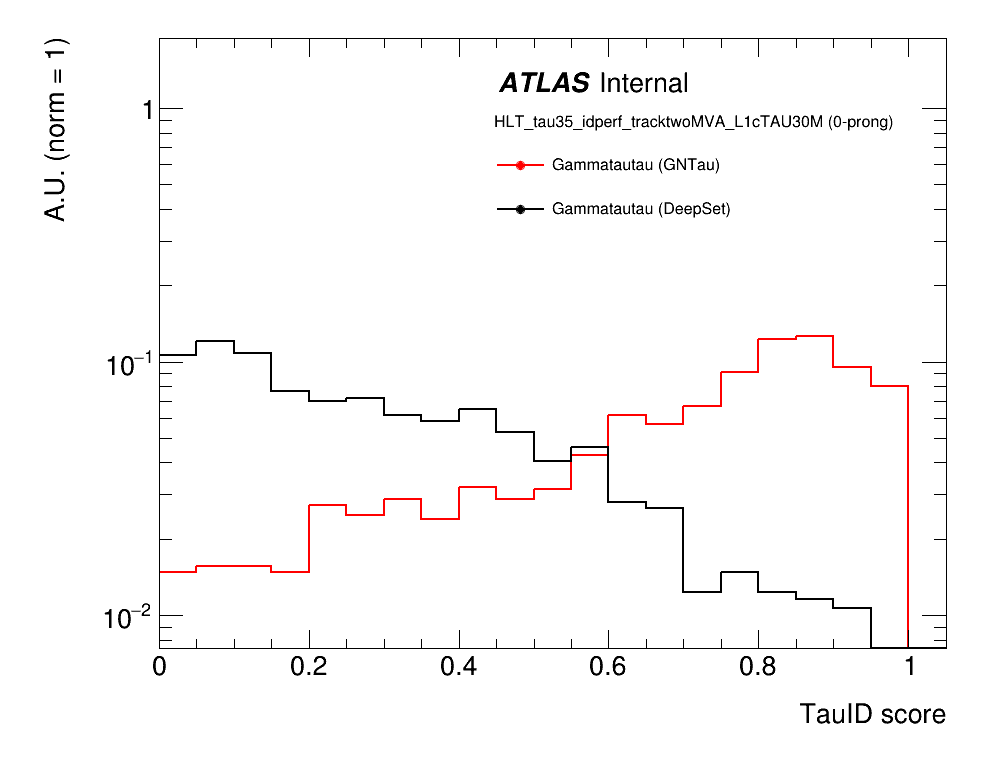 A.U. (norm = 1)
ATLAS Internal
HLT_tau35_idperf_tracktwoMVA_L1cTAU30M (0-prong)
Gammatautau (GNTau)
Gammatautau (DeepSet)
1
10⁻¹
10⁻²
0 0.2 0.4 0.6 0.8 1
TauID score